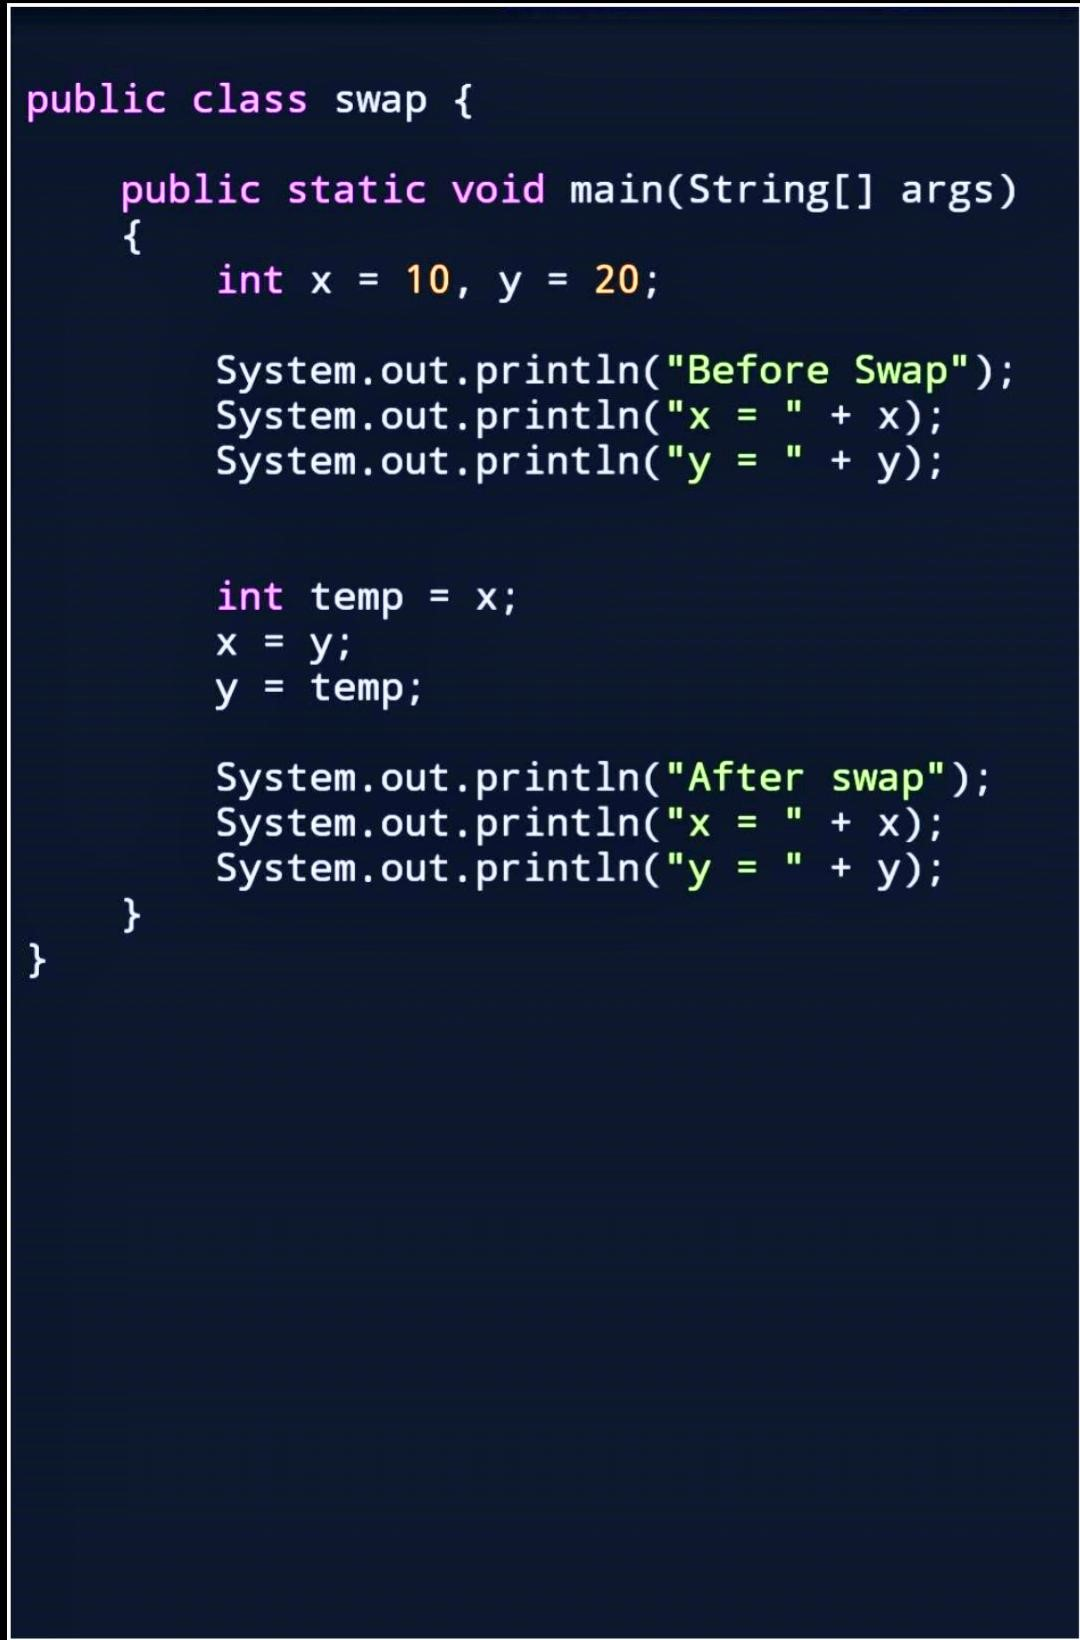 public class swap {
public static void main(String[] args)
{
int x = 10, y = 20;
System.out.println("Before Swap");
System.out.println("x = " + x);
System.out.println("y = " + y);
int temp = x;
x = y;
y = temp;
System.out.println("After swap");
System.out.println("x = " + x);
System.out.println("y = " + y);
}
}